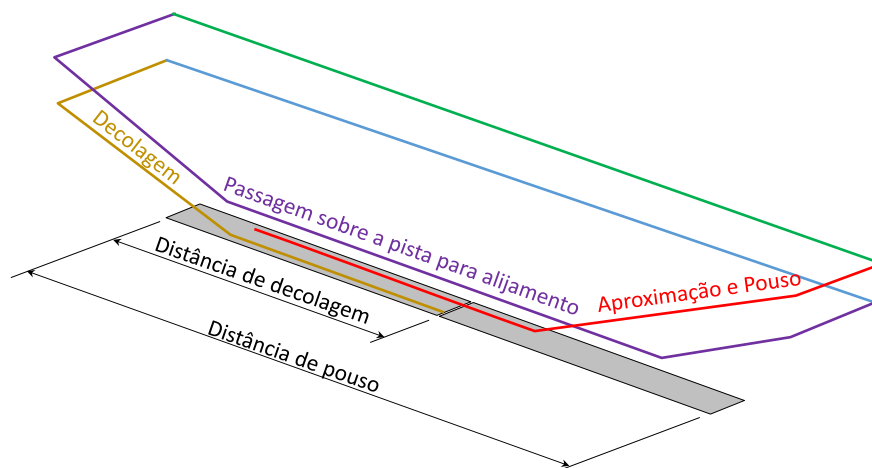 Decolagem
Passagem sobre a pista para alijamento
Aproximação e Pouso
Distância de decolagem
Distância de pouso